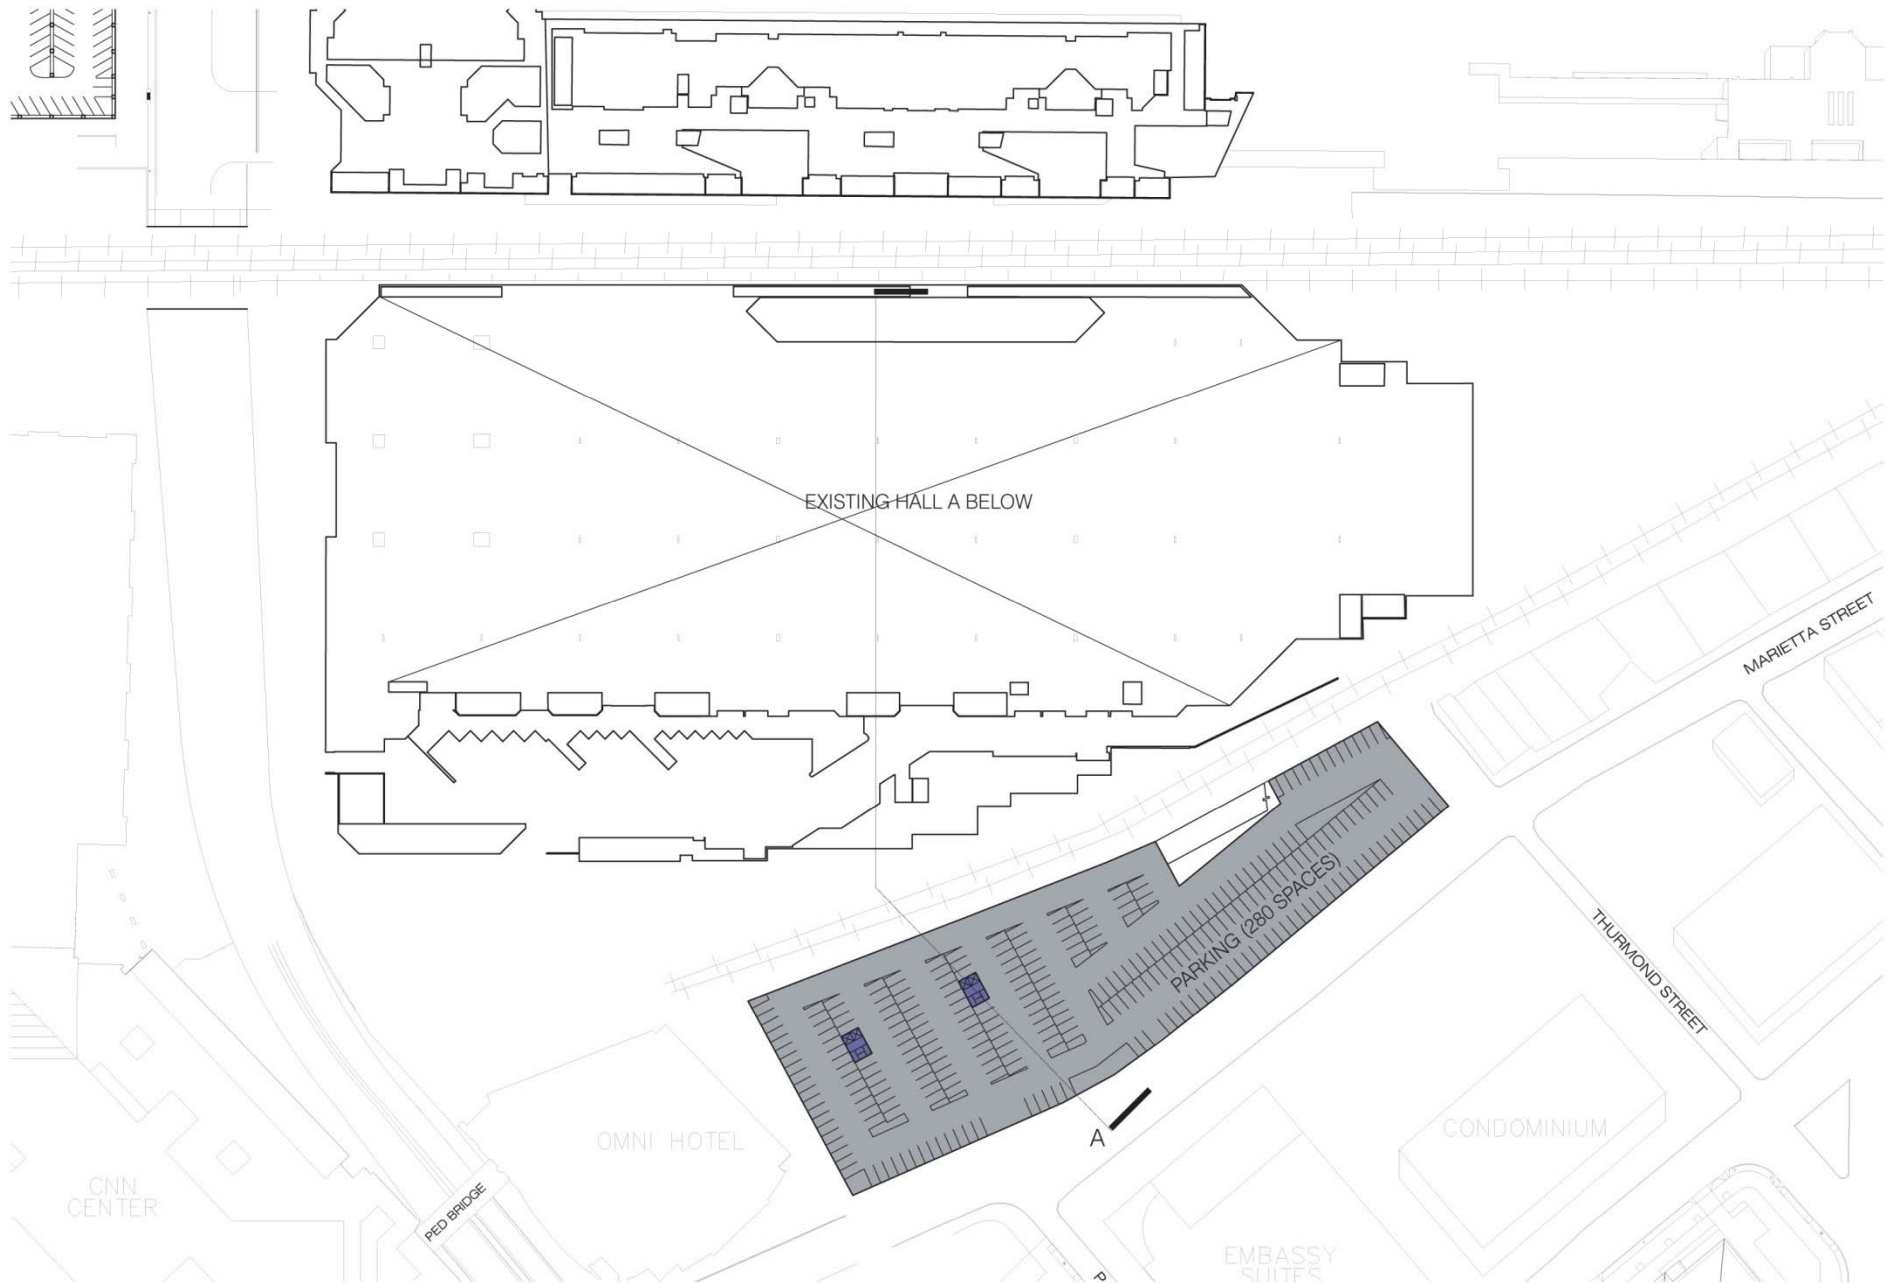 EXISTING HALL A BELOW
MARIETTA STREET
PARKING (280 SPACES)
THURMOND STREET
A
OMNI HOTEL
CONDOMINIUM
CNN
CENTER
PED BRIDGE
EMBASSY
SUITES
P